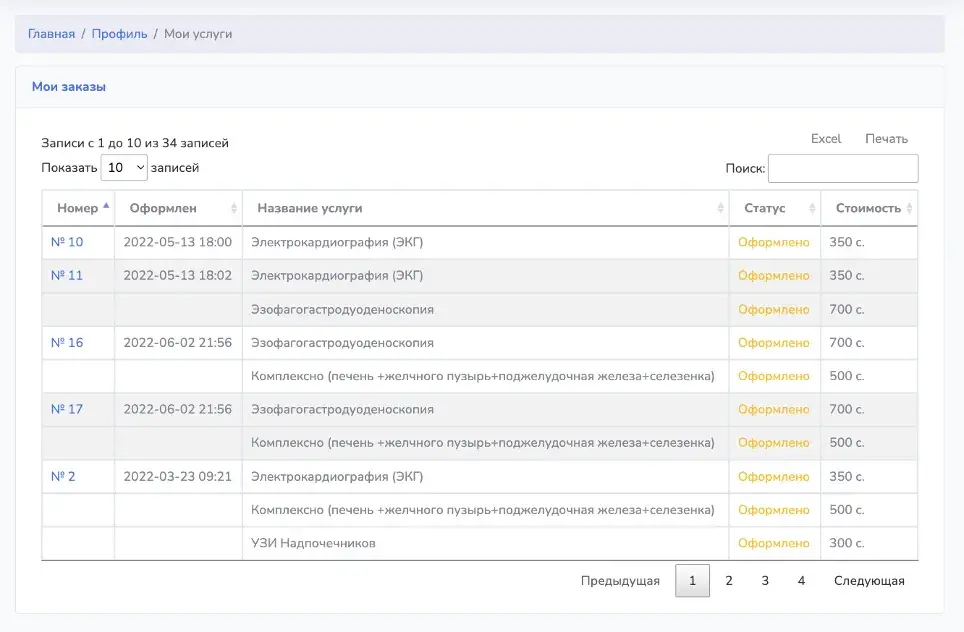 Главная / Профиль / Мои услуги
Мои заказы
Записи с 1 до 10 из 34 записей
Excel Печать
Показать 10 записей
Поиск:
Номер Оформлен Название услуги Статус Стоимость
№ 10 2022-05-13 18:00 Электрокардиография (ЭКГ) Оформлено 350 с.
№ 11 2022-05-13 18:02 Электрокардиография (ЭКГ) Оформлено 350 с.
Эзофагогастродуоденоскопия Оформлено 700 с.
№ 16 2022-06-02 21:56 Эзофагогастродуоденоскопия Оформлено 700 с.
Комплексно (печень +желчного пузырь+поджелудочная железа+селезенка) Оформлено 500 с.
№ 17 2022-06-02 21:56 Эзофагогастродуоденоскопия Оформлено 700 с.
Комплексно (печень +желчного пузырь+поджелудочная железа+селезенка) Оформлено 500 с.
№ 2 2022-03-23 09:21 Электрокардиография (ЭКГ) Оформлено 350 с.
Комплексно (печень +желчного пузырь+поджелудочная железа+селезенка) Оформлено 500 с.
УЗИ Надпочечников Оформлено 300 с.
Предыдущая 1 2 3 4 Следующая